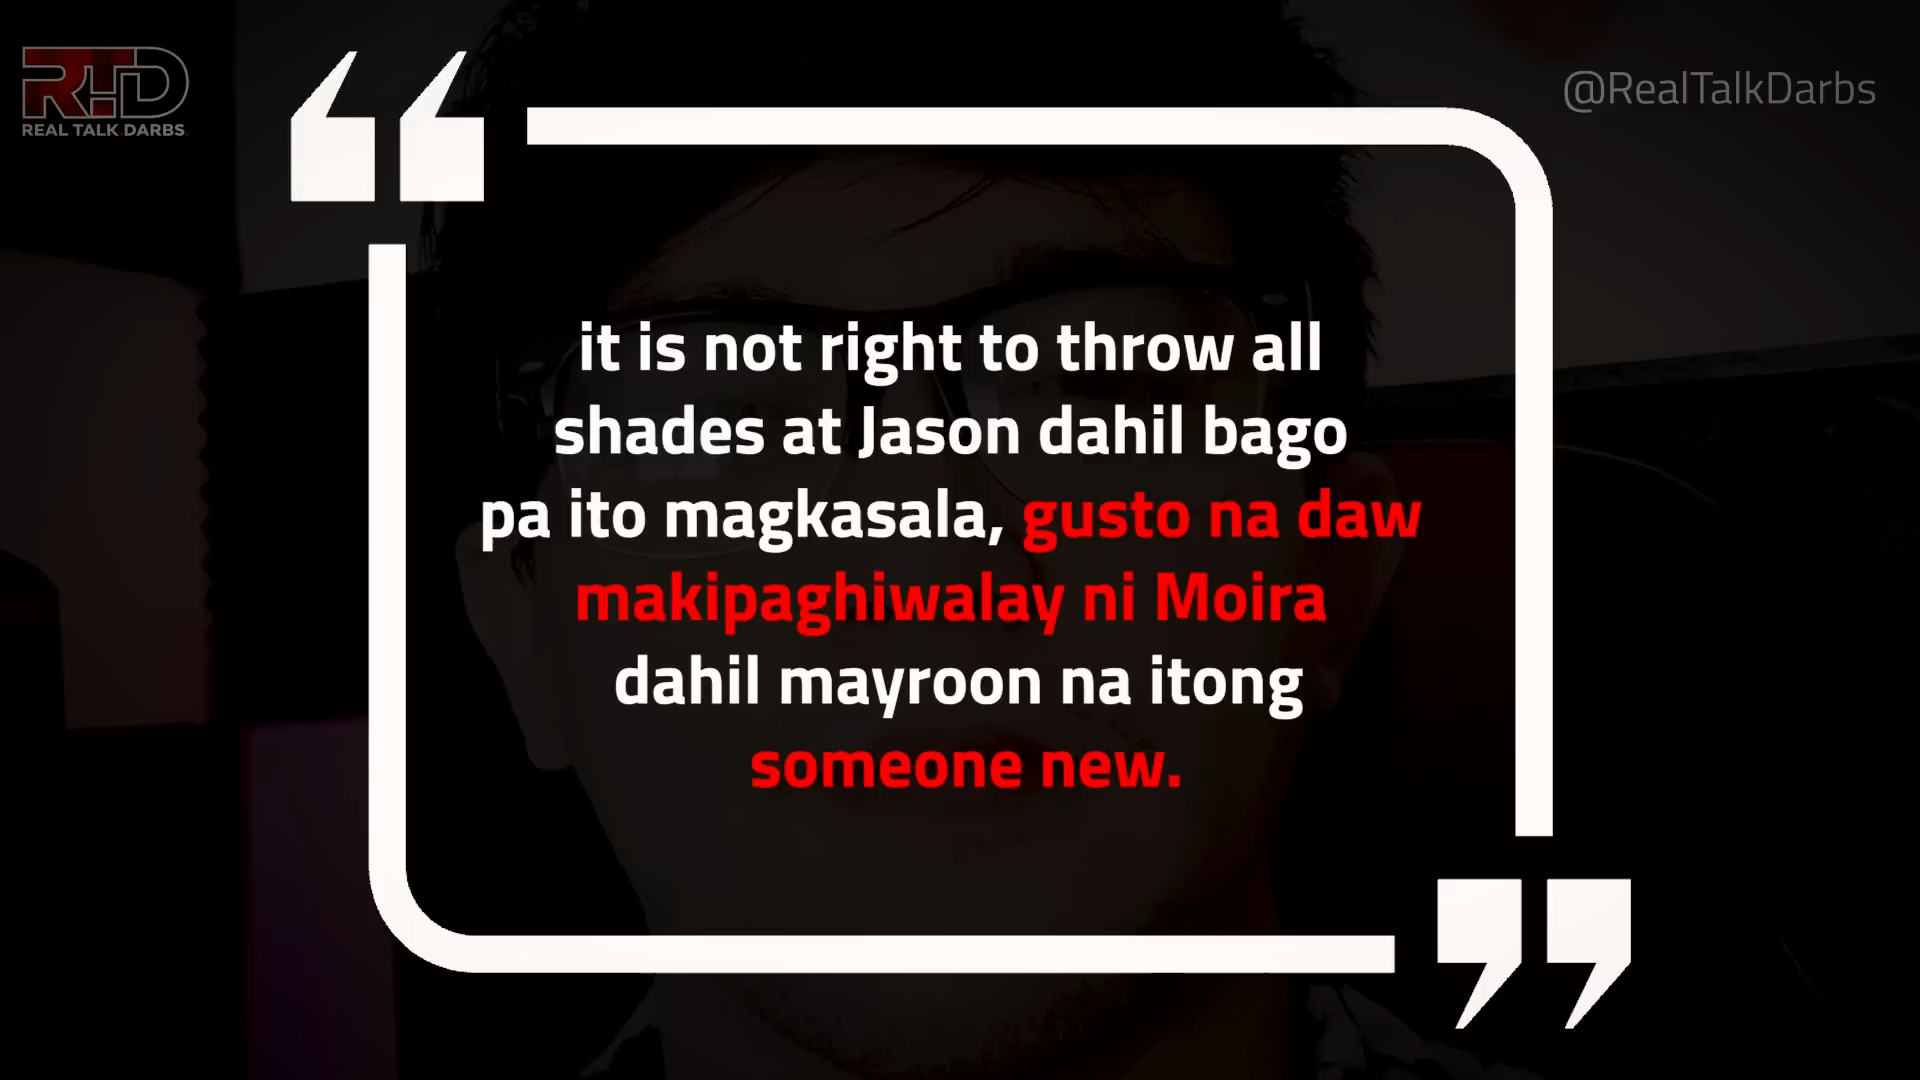 RTD
REAL TALK DARBS
@RealTalkDarbs
it is not right to throw all
shades at Jason dahil bago
pa ito magkasala, gusto na daw
makipaghiwalay ni Moira
dahil mayroon na itong
someone new.